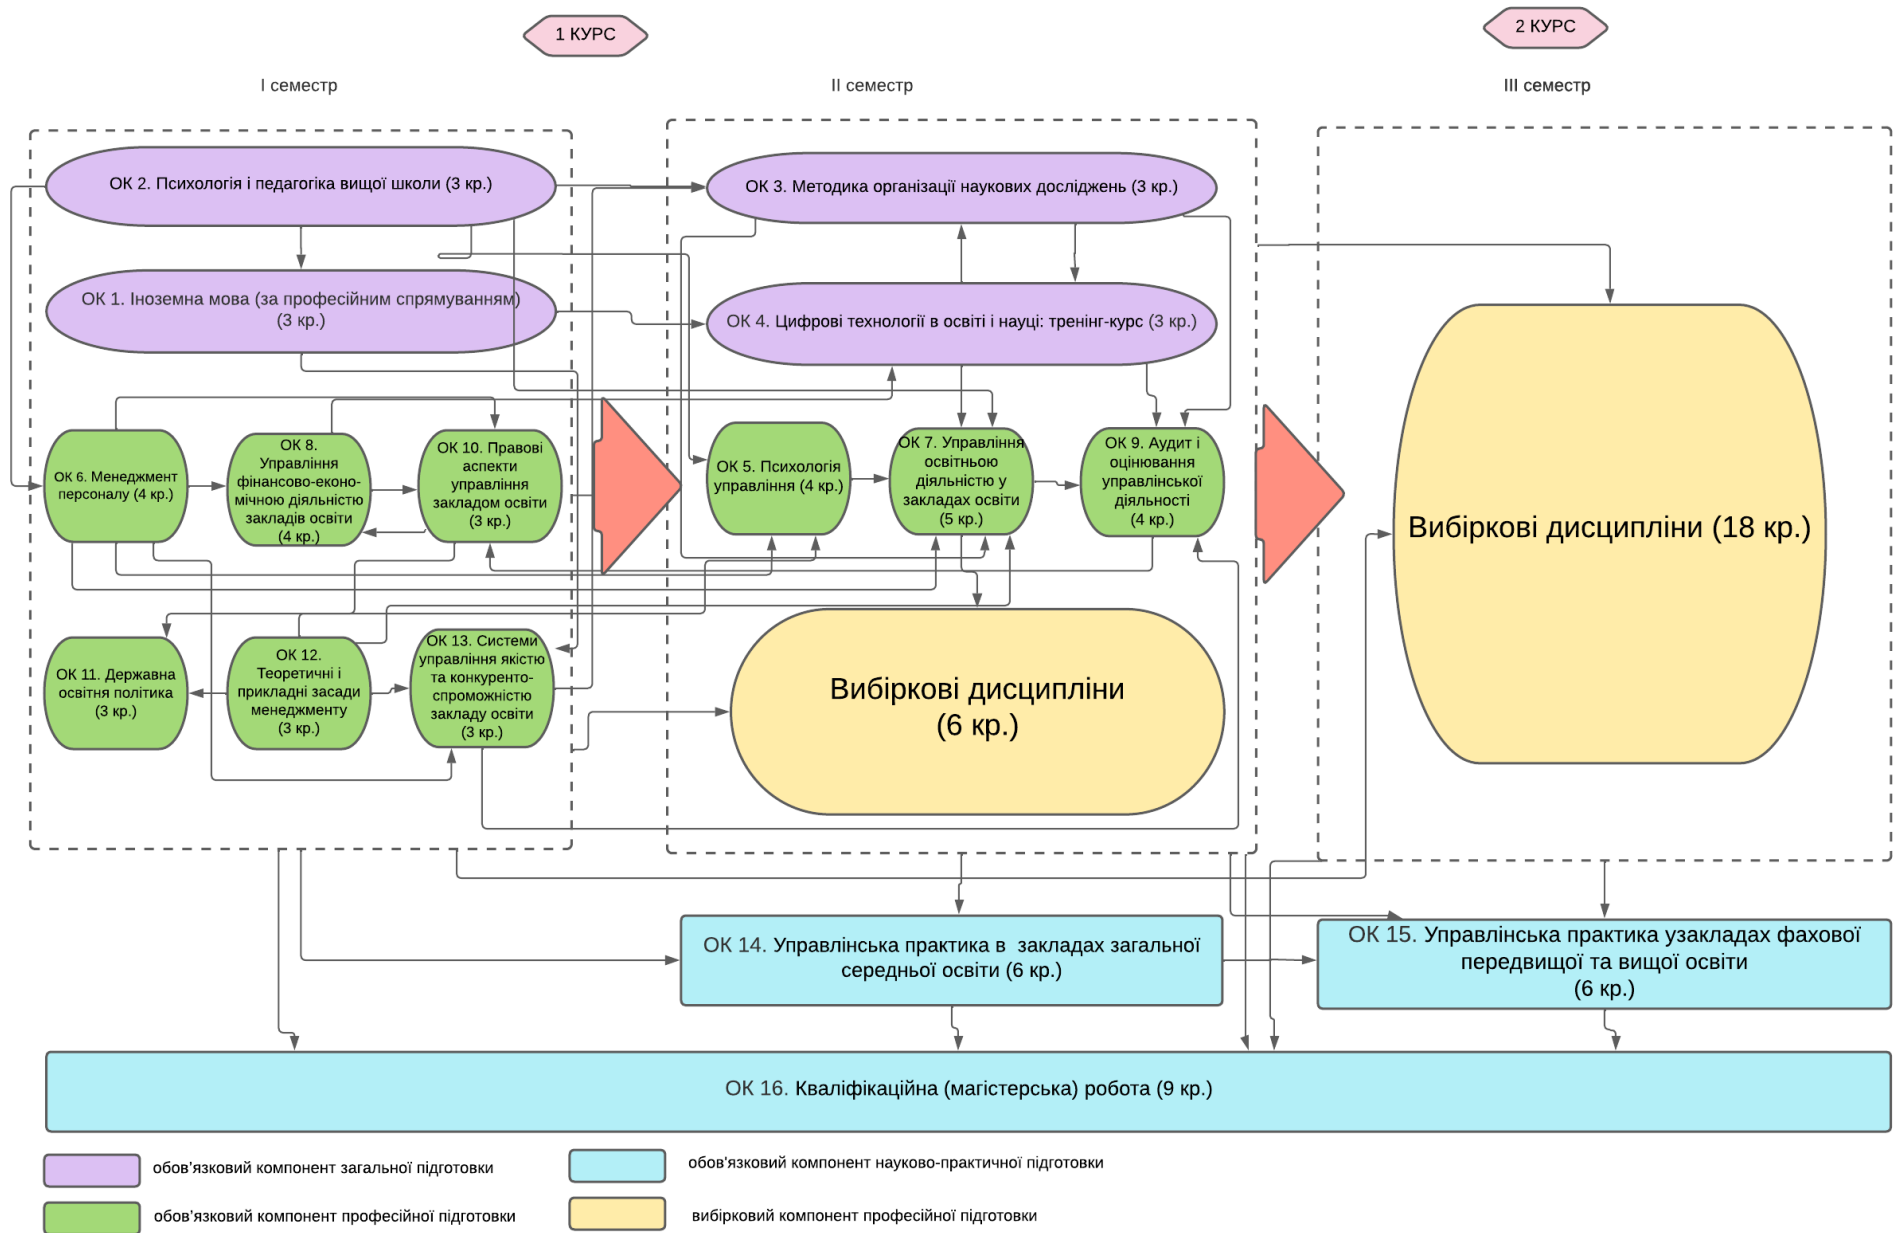 1 КУРС
2 КУРС
I семестр
II семестр
III семестр
ОК 2. Психологія і педагогіка вищої школи (3 кр.)
ОК 1. Іноземна мова (за професійним спрямуванням)
(3 кр.)
ОК 6. Менеджмент
персоналу (4 кр.)
ОК 8.
Управління
фінансово-еконо-
мічною діяльністю
закладів освіти
(4 кр.)
ОК 10. Правові
аспекти
управління
закладом освіти
(3 кр.)
ОК 11. Державна
освітня політика
(3 кр.)
ОК 12.
Теоретичні і
прикладні засади
менеджменту
(3 кр.)
ОК 13. Системи
управління якістю
та конкуренто-
спроможністю
закладу освіти
(3 кр.)
ОК 3. Методика організації наукових досліджень (3 кр.)
ОК 4. Цифрові технології в освіті і науці: тренінг-курс (3 кр.)
ОК 5. Психологія
управління (4 кр.)
ОК 7. Управління
освітньою
діяльністю у
закладах освіти
(5 кр.)
ОК 9. Аудит і
оцінювання
управлінської
діяльності
(4 кр.)
Вибіркові дисципліни
(6 кр.)
Вибіркові дисципліни (18 кр.)
ОК 14. Управлінська практика в закладах загальної
середньої освіти (6 кр.)
ОК 15. Управлінська практика узакладах фахової
передвищої та вищої освіти
(6 кр.)
ОК 16. Кваліфікаційна (магістерська) робота (9 кр.)
обов’язковий компонент загальної підготовки
обов'язковий компонент науково-практичної підготовки
обов’язковий компонент професійної підготовки
вибірковий компонент професійної підготовки